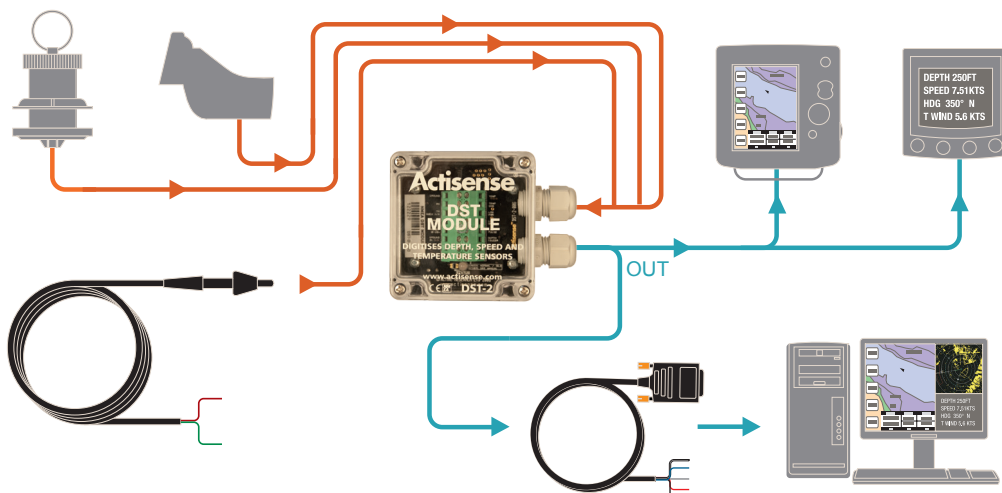 DEPTH 250FT
SPEED 7.51KTS
HDG 350° N
T WIND 5.6 KTS
Actisense
DST
MODULE
DIGITISES DEPTH, SPEED AND
TEMPERATURE SENSORS
www.actisense.com
CE DST-2
OUT
DEPTH 250FT
SPEED 7,51KTS
HDG 350° N
T WIND 5,6 KTS